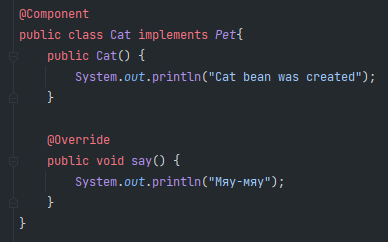 @Component
public class Cat implements Pet{
public Cat() {
System.out.println("Cat bean was created");
}
@Override
public void say() {
System.out.println("Мяу-мяу");
}
}